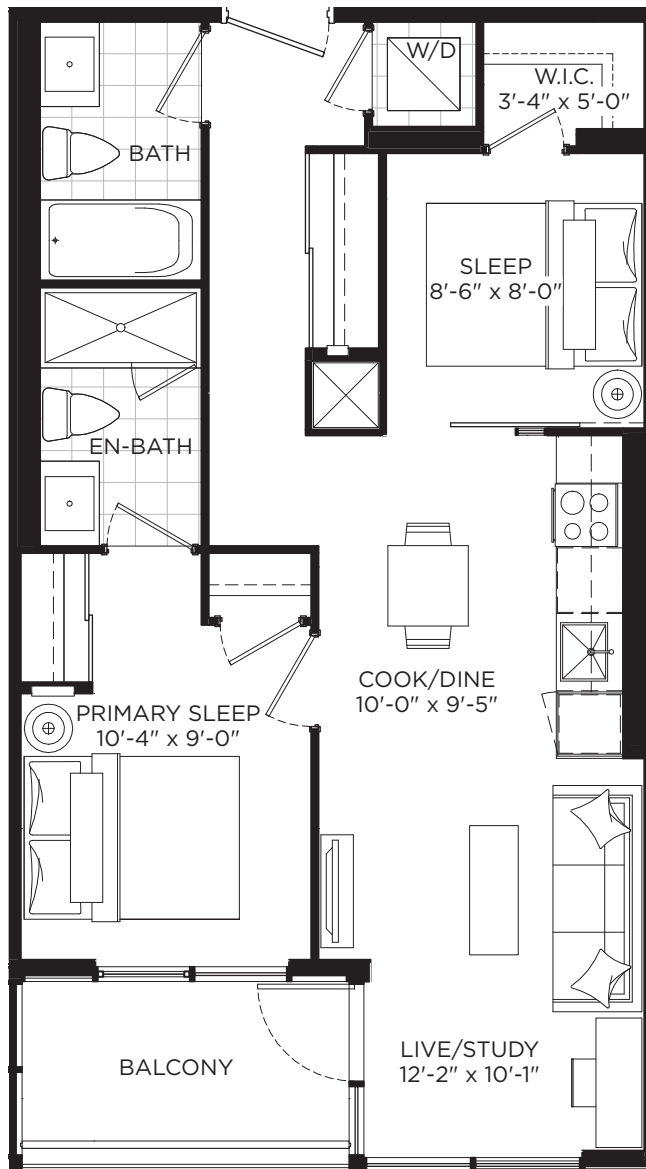 W/D
W.I.C.
3'-4" x 5'-0"
BATH
SLEEP
8'-6" x 8'-0"
EN-BATH
COOK/DINE
10'-0" x 9'-5"
PRIMARY SLEEP
10'-4" x 9'-0"
LIVE/STUDY
12'-2" x 10'-1"
BALCONY